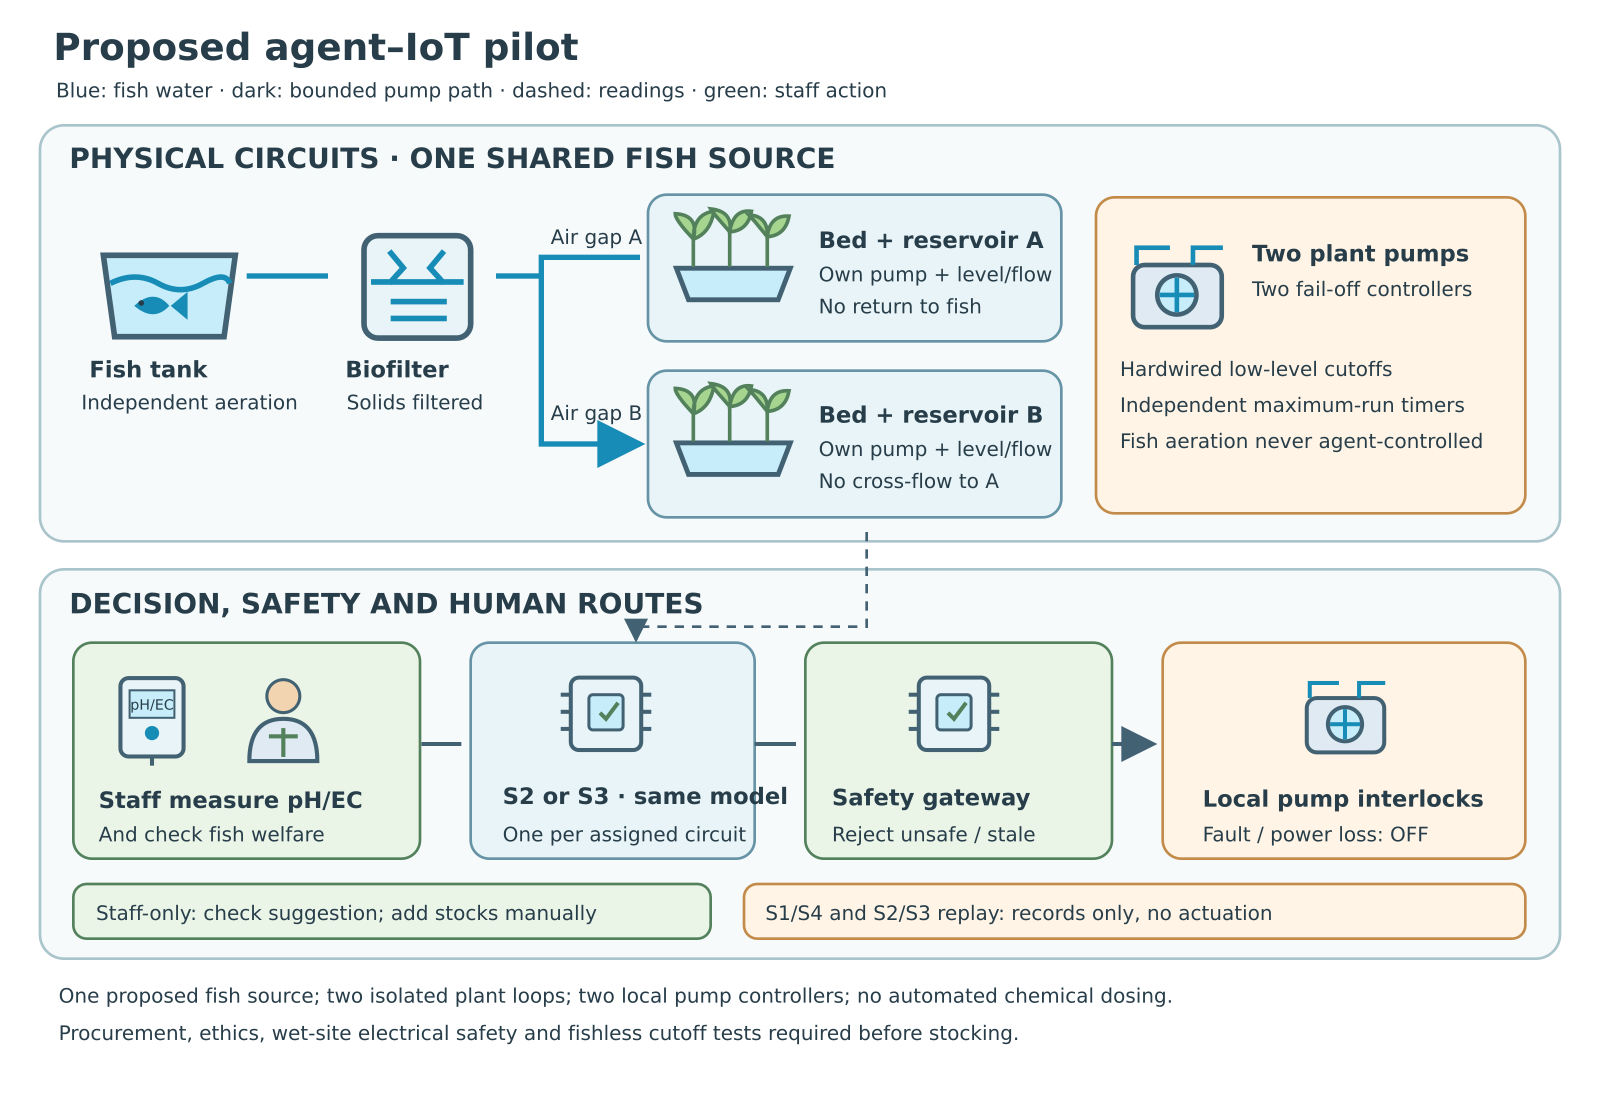 Proposed agent–IoT pilot
Blue: fish water · dark: bounded pump path · dashed: readings · green: staff action
PHYSICAL CIRCUITS · ONE SHARED FISH SOURCE
Fish tank
Independent aeration
Biofilter
Solids filtered
Air gap A
Air gap B
Bed + reservoir A
Own pump + level/flow
No return to fish
Bed + reservoir B
Own pump + level/flow
No cross-flow to A
Two plant pumps
Two fail-off controllers
Hardwired low-level cutoffs
Independent maximum-run timers
Fish aeration never agent-controlled
DECISION, SAFETY AND HUMAN ROUTES
pH/EC
Staff measure pH/EC
And check fish welfare
S2 or S3 · same model
One per assigned circuit
Safety gateway
Reject unsafe / stale
Local pump interlocks
Fault / power loss: OFF
Staff-only: check suggestion; add stocks manually
S1/S4 and S2/S3 replay: records only, no actuation
One proposed fish source; two isolated plant loops; two local pump controllers; no automated chemical dosing.
Procurement, ethics, wet-site electrical safety and fishless cutoff tests required before stocking.